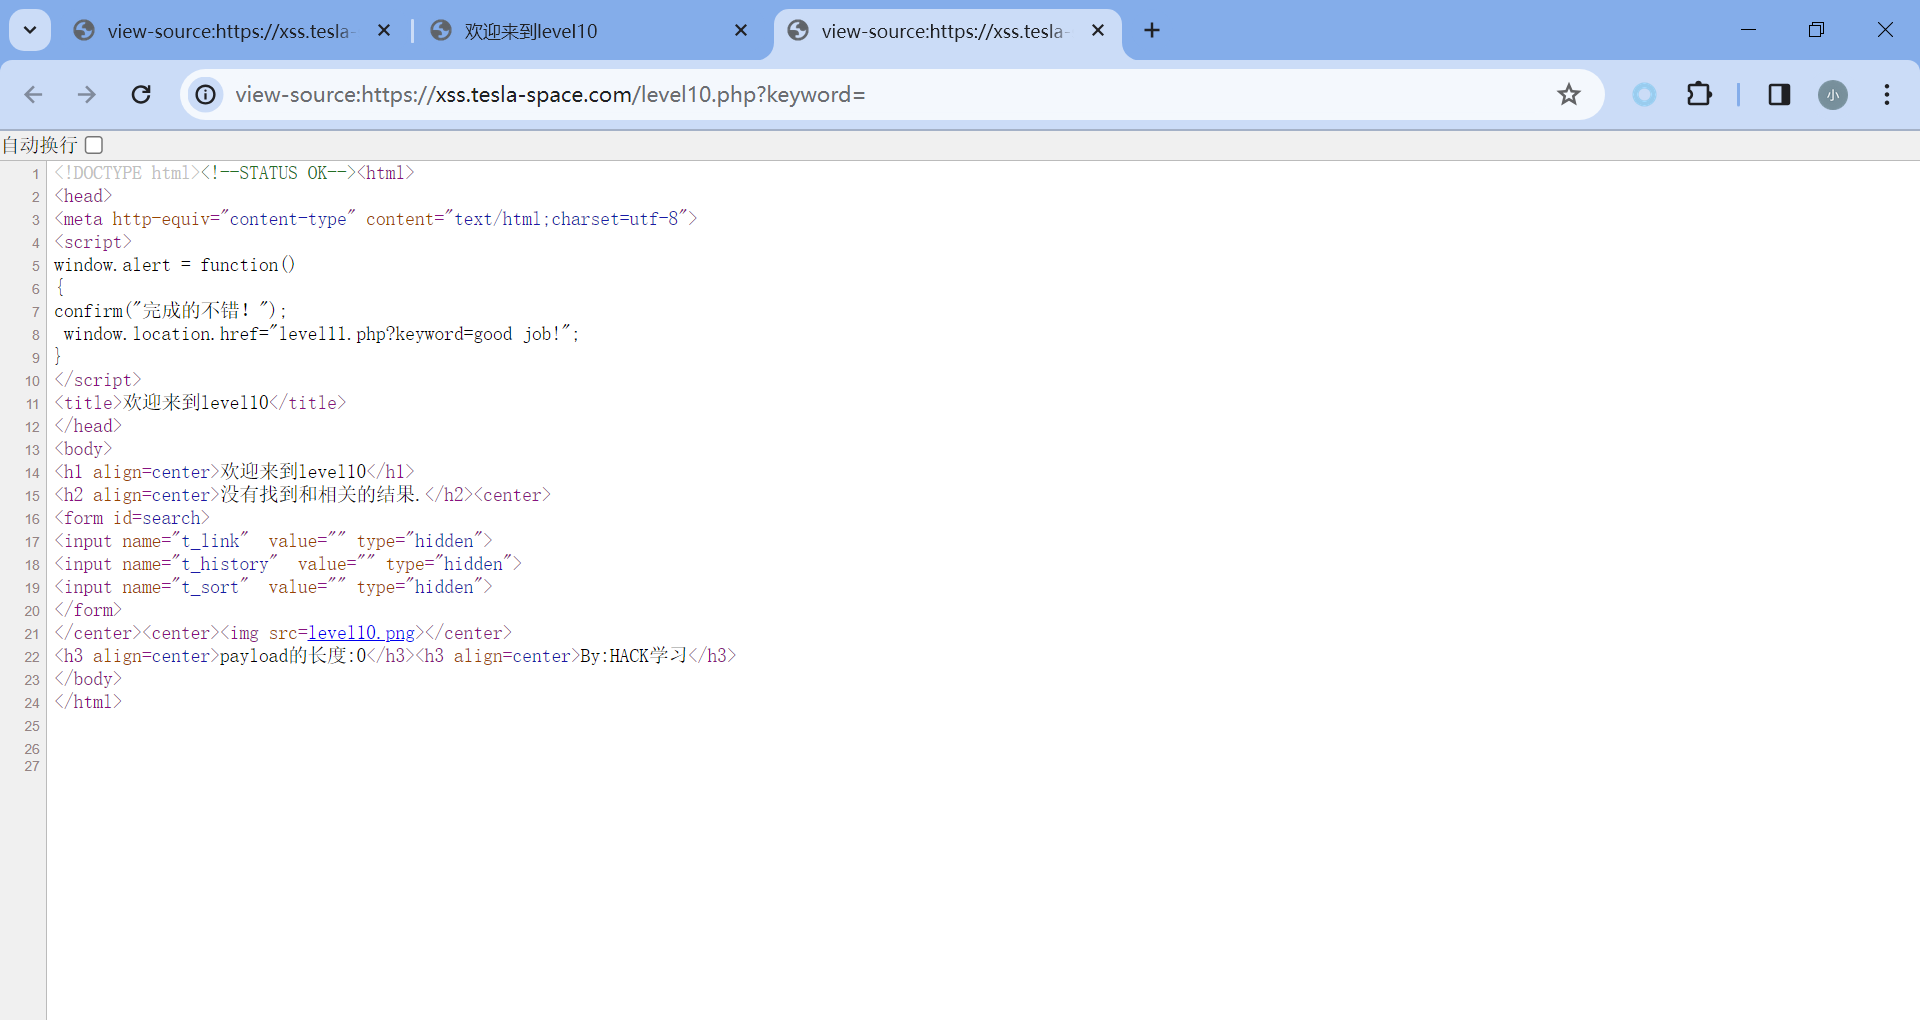 view-source:https://xss.tesla-
欢迎来到level10
view-source:https://xss.tesla-
view-source:https://xss.tesla-space.com/level10.php?keyword=
小
自动换行
1 <!DOCTYPE html><!--STATUS OK--><html>
2 <head>
3 <meta http-equiv="content-type" content="text/html;charset=utf-8">
4 <script>
5 window.alert = function()
6 {
7 confirm("完成的不错！");
8  window.location.href="level11.php?keyword=good job!";
9 }
10 </script>
11 <title>欢迎来到level10</title>
12 </head>
13 <body>
14 <h1 align=center>欢迎来到level10</h1>
15 <h2 align=center>没有找到和相关的结果.</h2><center>
16 <form id=search>
17 <input name="t_link"  value="" type="hidden">
18 <input name="t_history"  value="" type="hidden">
19 <input name="t_sort"  value="" type="hidden">
20 </form>
21 </center><center><img src=level10.png></center>
22 <h3 align=center>payload的长度:0</h3><h3 align=center>By:HACK学习</h3>
23 </body>
24 </html>
25
26
27